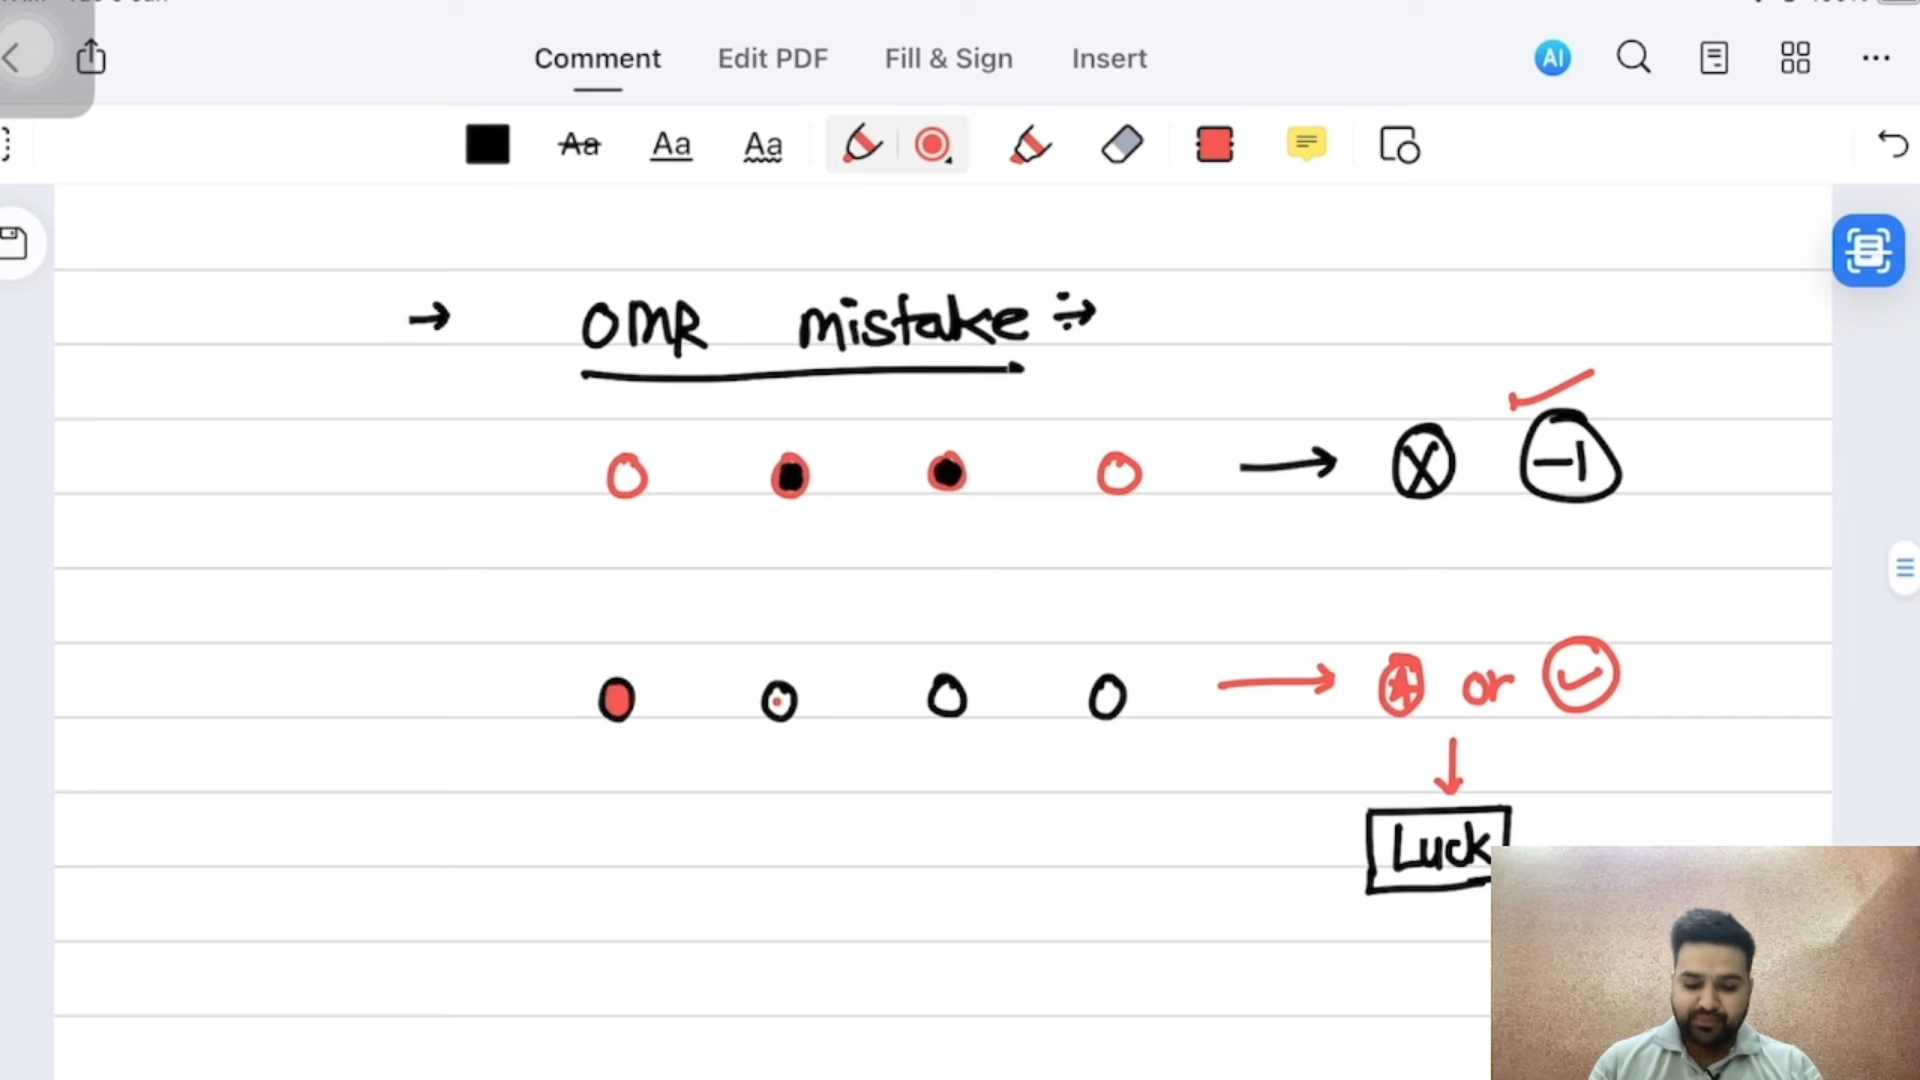 Comment Edit PDF Fill & Sign Insert AI
Aa Aa Aa
→ OMR mistake ÷→
→ X -1
→ or
Luck